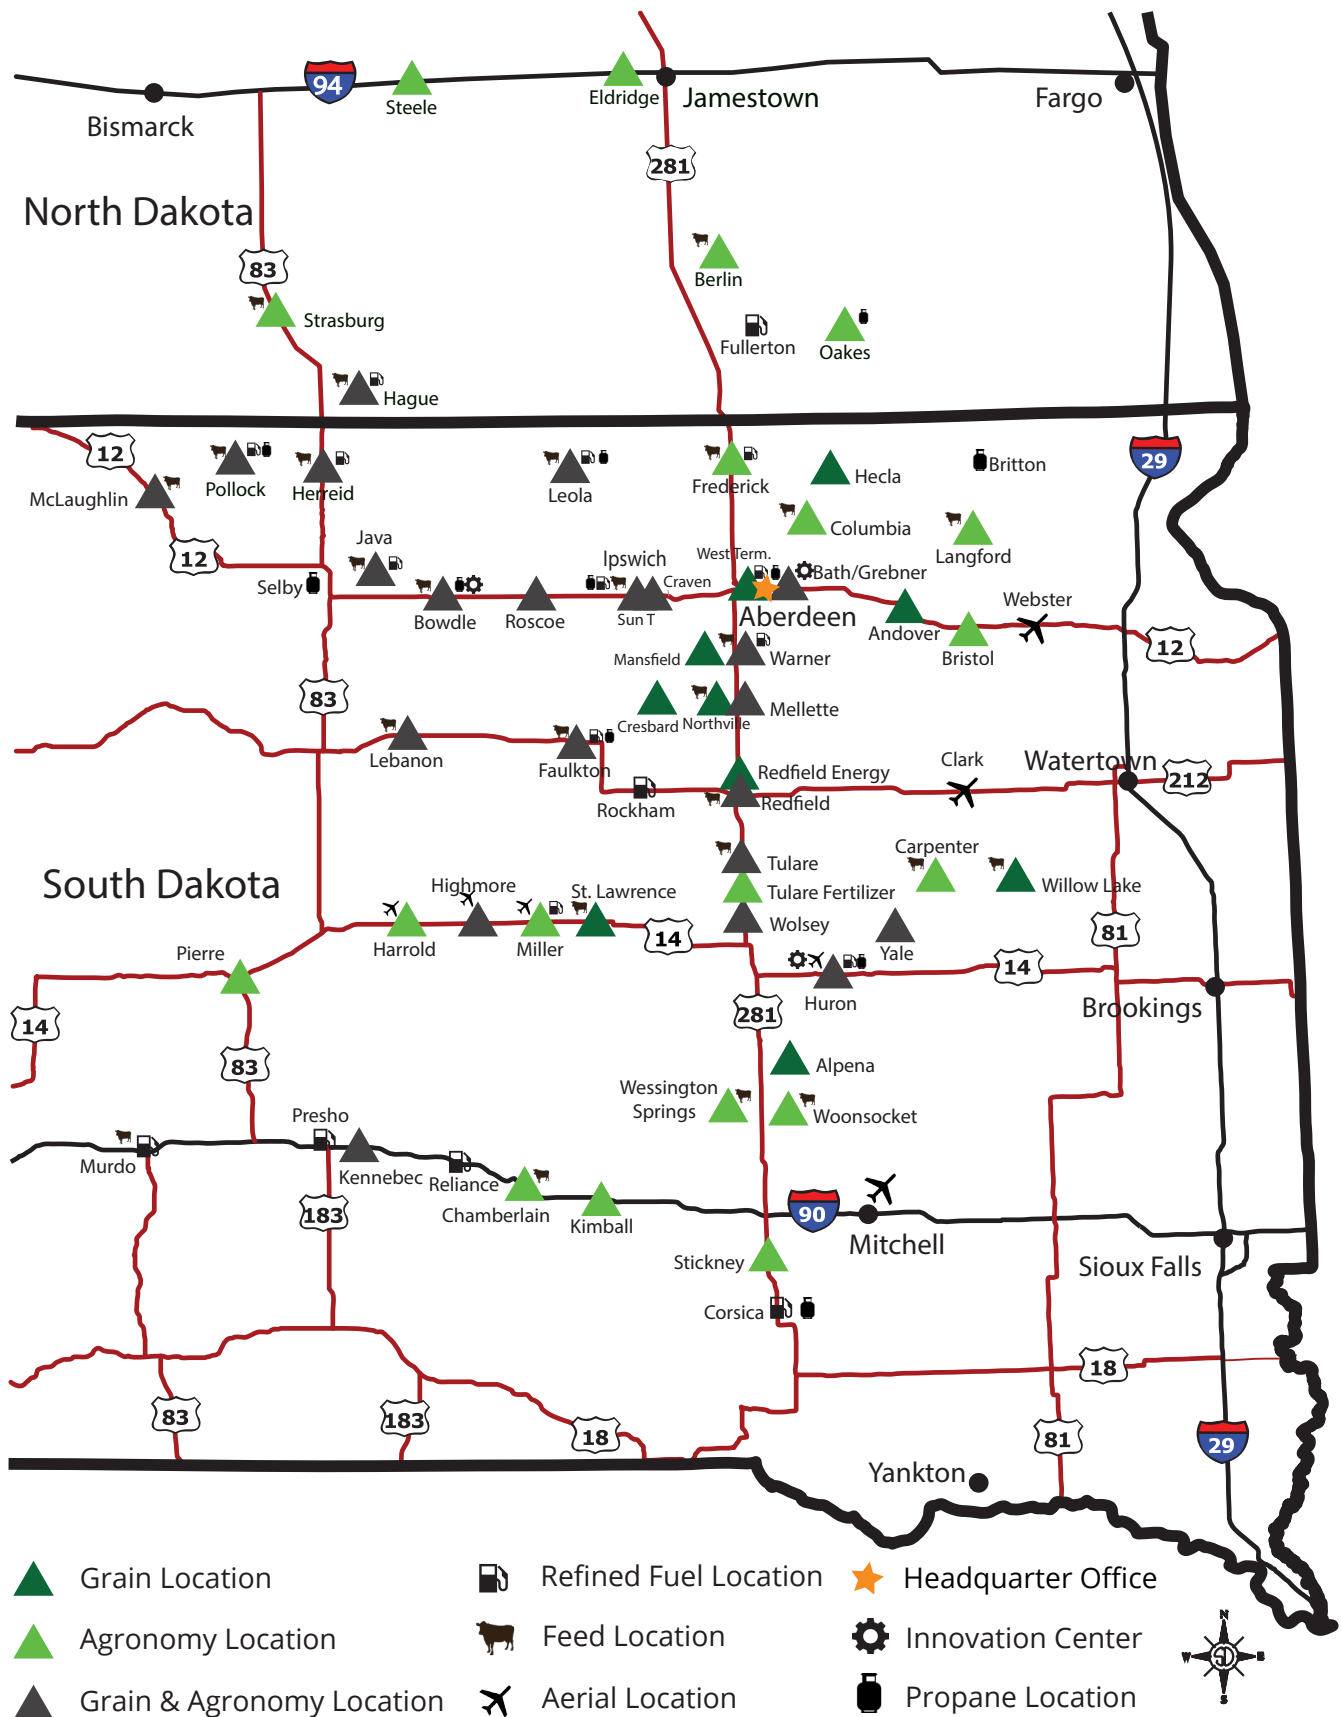 94
Steele
Eldridge
Jamestown
Fargo
Bismarck
281
North Dakota
83
Berlin
Strasburg
Fullerton
Oakes
Hague
12
Pollock
Herreid
Leola
Frederick
Hecla
Britton
29
McLaughlin
Columbia
Langford
12
Java
Ipswich
West Term.
Selby
Craven
Bath/Grebner
Bowdle
Roscoe
Sun T
Aberdeen
Andover
Webster
Bristol
12
Mansfield
Warner
83
Cresbard
Northville
Mellette
Lebanon
Faulkton
Redfield Energy
Clark
Watertown
212
Rockham
Redfield
South Dakota
Tulare
Carpenter
Highmore
St. Lawrence
Tulare Fertilizer
Willow Lake
Harrold
Miller
14
Wolsey
Yale
81
Pierre
14
Huron
Brookings
14
281
83
Alpena
Wessington
Springs
Woonsocket
Presho
Murdo
Kennebec
Reliance
Chamberlain
Kimball
183
90
Mitchell
Stickney
Sioux Falls
Corsica
18
83
183
18
81
29
Yankton
Grain Location
Refined Fuel Location
Headquarter Office
Agronomy Location
Feed Location
Innovation Center
Grain & Agronomy Location
Aerial Location
Propane Location
N
W
SD
E
S